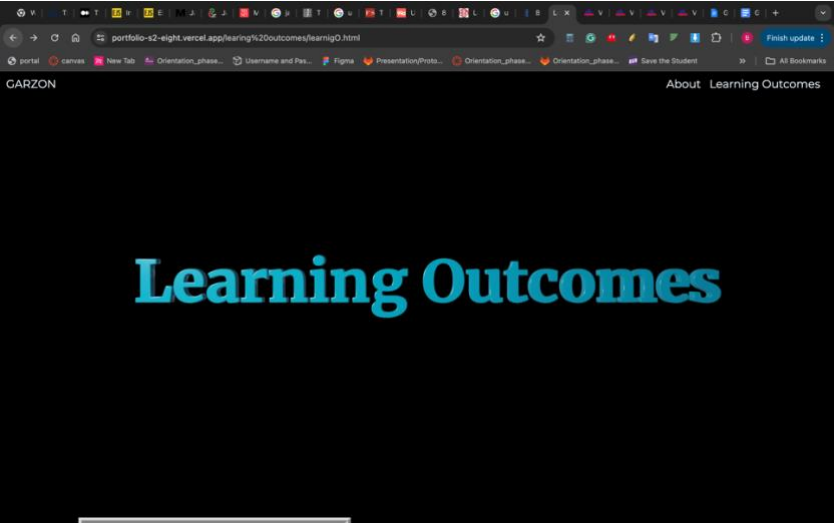 Finish update
portfolio-s2-eight.vercel.app/learing%20outcomes/learnigO.html
portal canvas New Tab Orientation_phase... Username and Pas... Figma Presentation/Proto... Orientation_phase... Orientation_phase... Save the Student All Bookmarks
GARZON About Learning Outcomes
Learning Outcomes